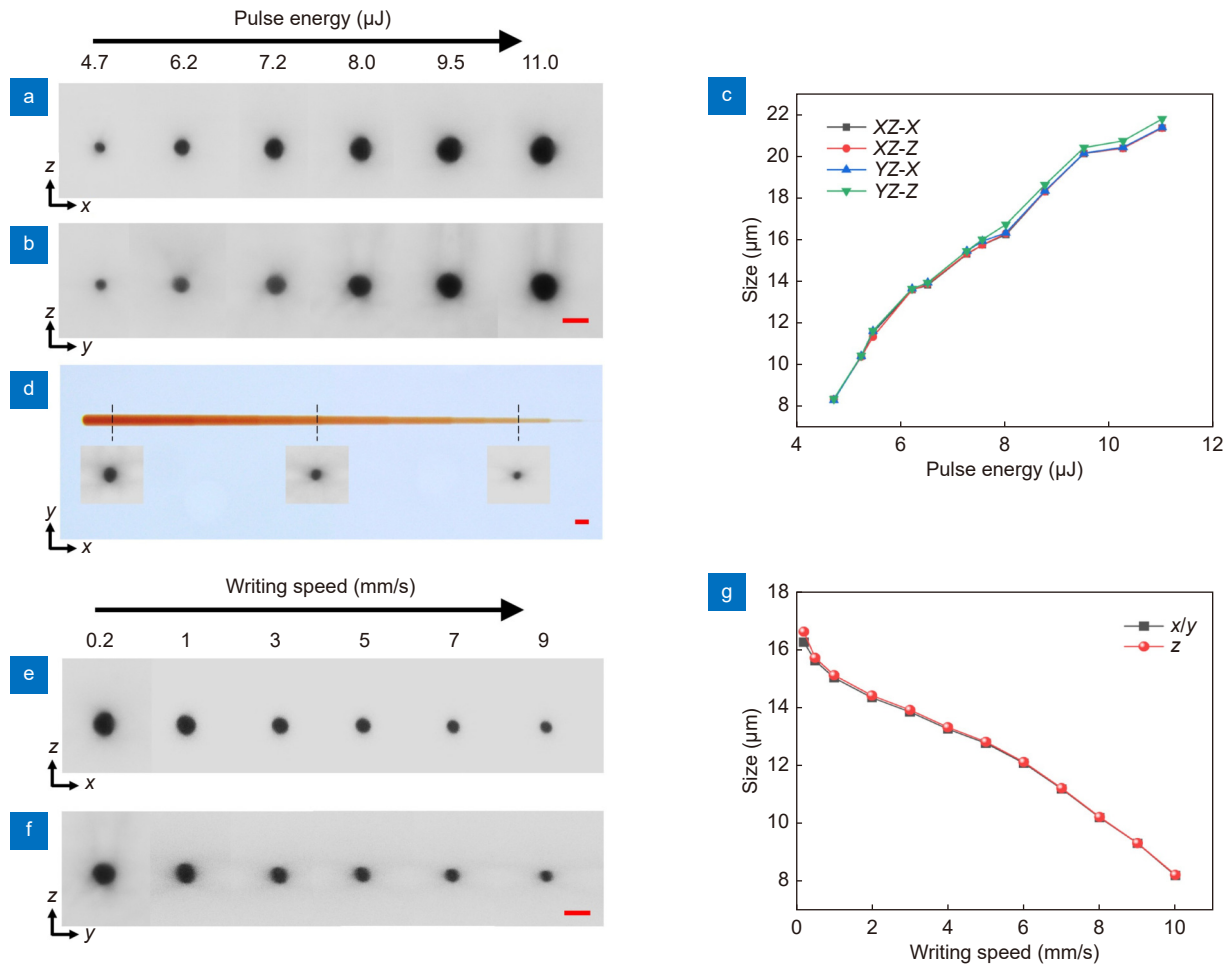 Pulse energy (µJ)
4.7 6.2 7.2 8.0 9.5 11.0
a
z
x
b
z
y
c
22
20
18
16
14
12
10
8
4 6 8 10 12
Size (µm)
Pulse energy (µJ)
XZ-X
XZ-Z
YZ-X
YZ-Z
d
y
x
Writing speed (mm/s)
0.2 1 3 5 7 9
e
z
x
f
z
y
g
18
16
14
12
10
8
0 2 4 6 8 10
Size (µm)
Writing speed (mm/s)
x/y
z